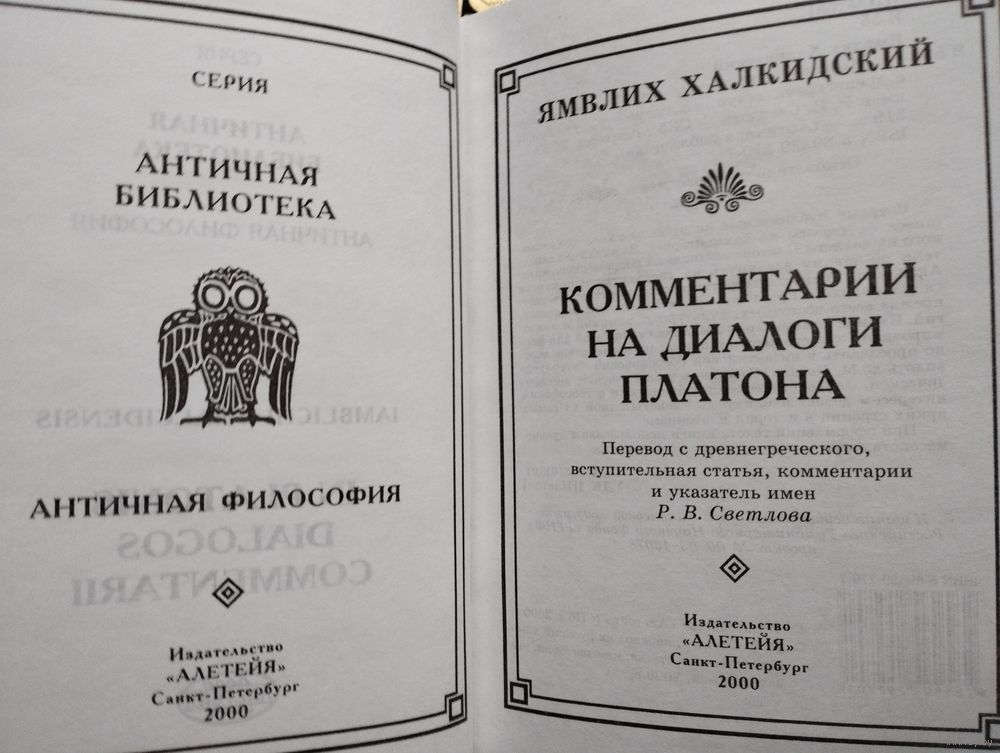 СЕРИЯ
АНТИЧНАЯ
БИБЛИОТЕКА
АНТИЧНАЯ ФИЛОСОФИЯ
Издательство
«АЛЕТЕЙЯ»
Санкт-Петербург
2000
ЯМВЛИХ ХАЛКИДСКИЙ
КОММЕНТАРИИ
НА ДИАЛОГИ
ПЛАТОНА
Перевод с древнегреческого,
вступительная статья, комментарии
и указатель имен
Р. В. Светлова
Издательство
«АЛЕТЕЙЯ»
Санкт-Петербург
2000